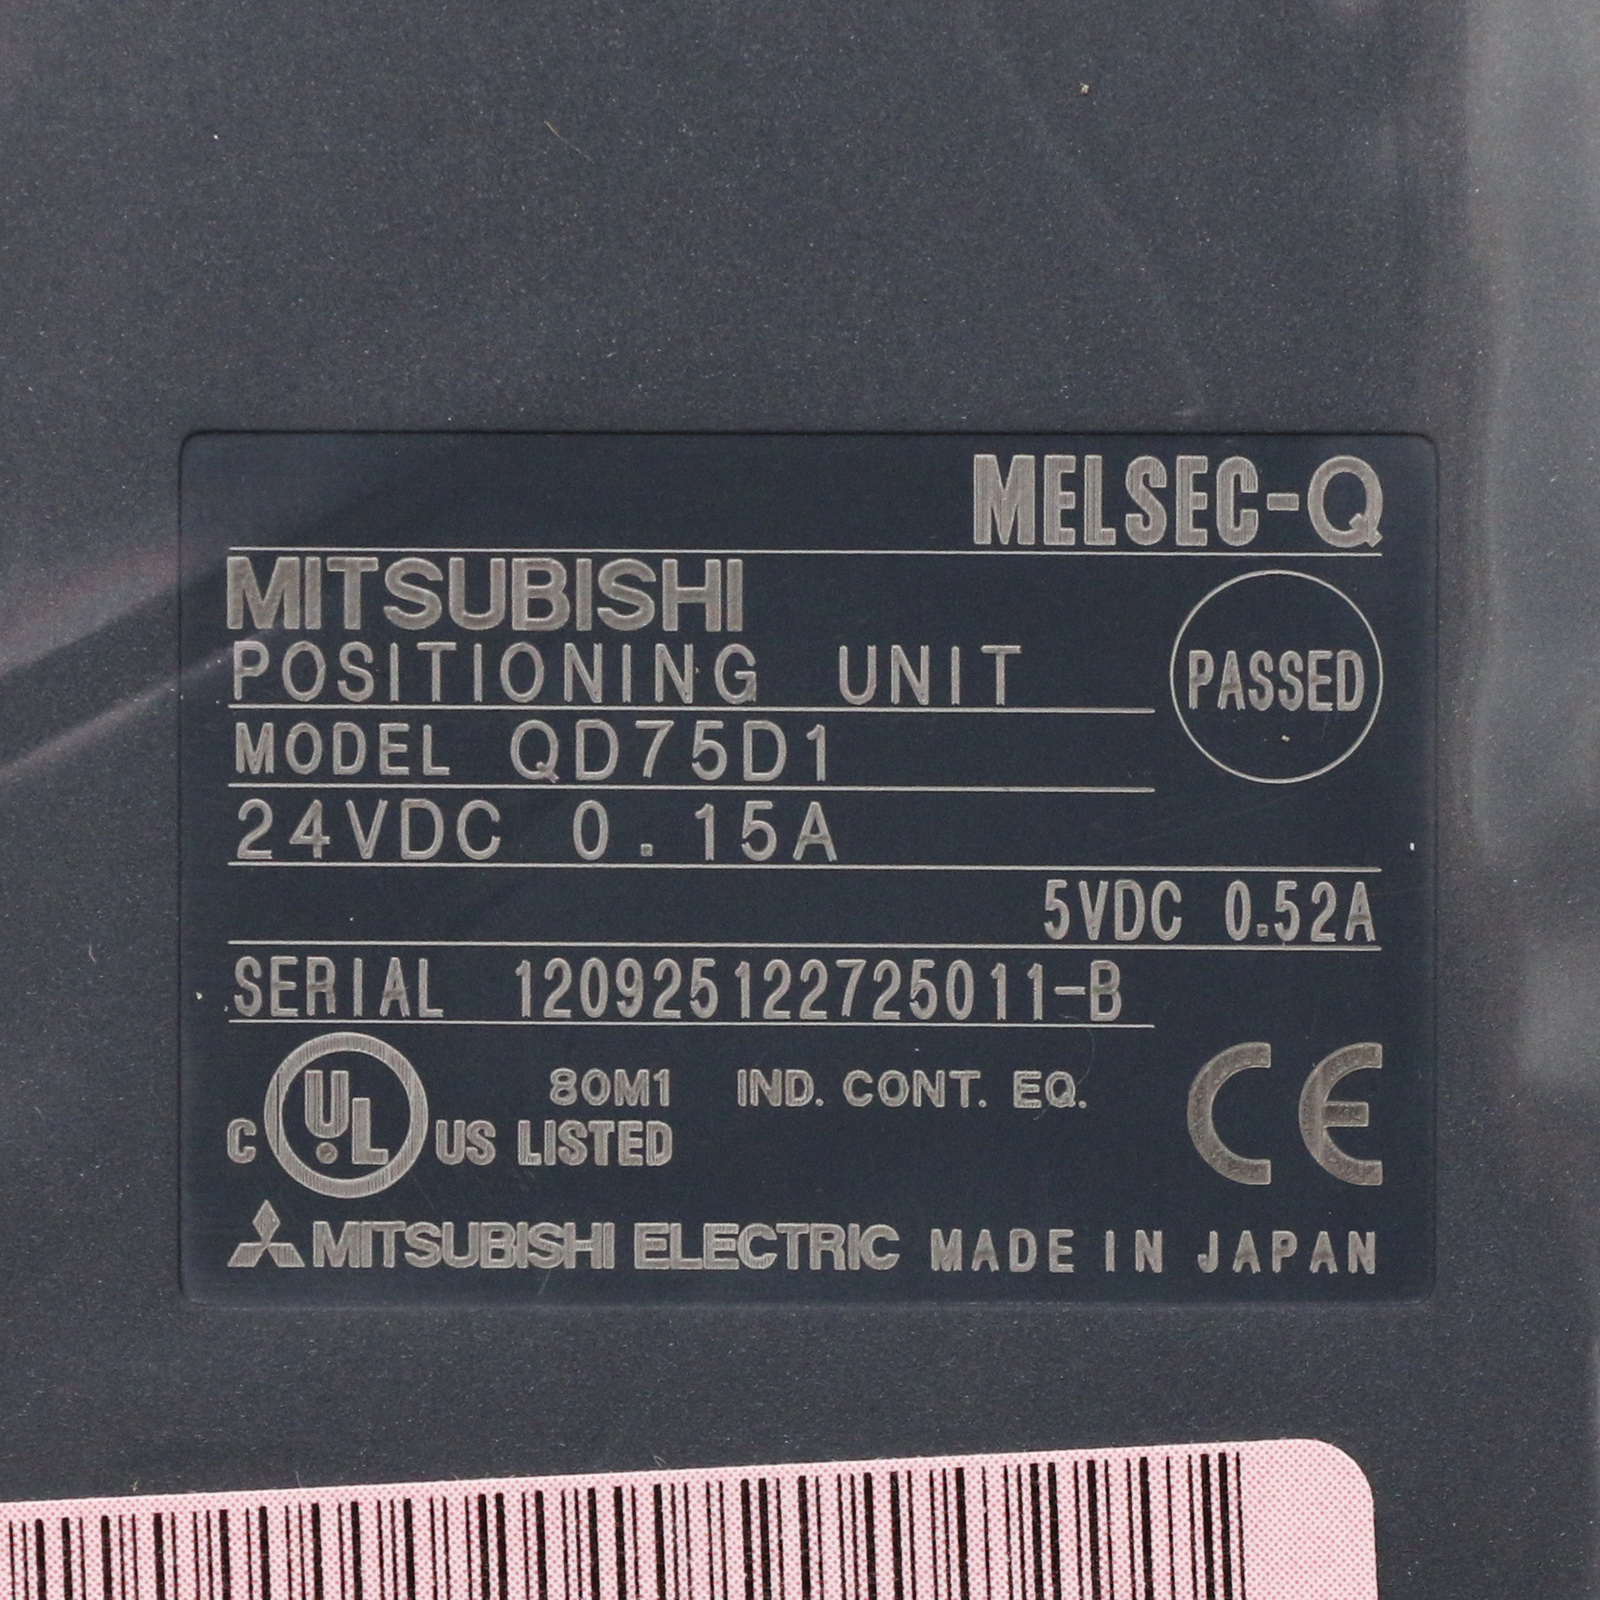 MELSEC-Q
MITSUBISHI
POSITIONING UNIT
PASSED
MODEL QD75D1
24VDC 0.15A
5VDC 0.52A
SERIAL 120925122725011-B
C UL US LISTED
80M1 IND. CONT. EQ.
CE
MITSUBISHI ELECTRIC MADE IN JAPAN